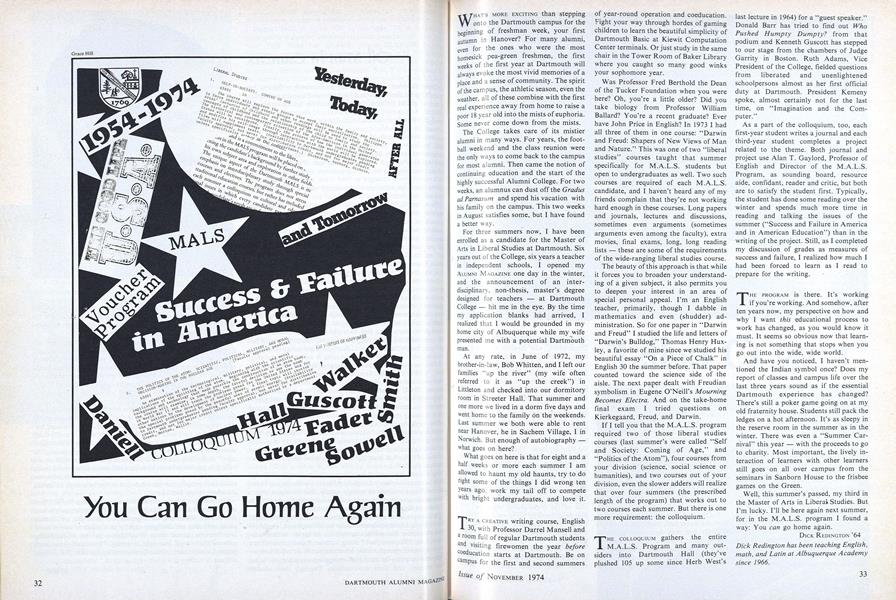 Grace Hill
1769
1954-1974
Yesterday,
Today,
AFTER ALL
and Tomorrow
MALS
Voucher
Program
Success & Failure
in America
Walker
Guscott
Smith
Hall
Fader
Daniell
COLLOQUIUM 1974
Greene
Sowell
You Can Go Home Again
32
DARTMOUTH ALUMNI MAGAZINE
WHAT'S MORE EXCITING than stepping
onto the Dartmouth campus for the
beginning of freshman week, your first
autumn in Hanover? For many alumni,
even for the ones who were the most
homesick pea-green freshmen, the first
weeks of the first year at Dartmouth will
always evoke the most vivid memories of a
place and a sense of community. The spirit
of the campus, the athletic season, even the
weather, all of these combine with the first
real experience away from home to raise a
poor 18 year old into the mists of euphoria.
Some never come down from the mists.
The College takes care of its mistier
alumni in many ways. For years, the foot-
ball weekend and the class reunion were
the only ways to come back to the campus
for most alumni. Then came the notion of
continuing education and the start of the
highly successful Alumni College. For two
weeks, an alumnus can dust off the Gradus
ad Parnasum and spend his vacation with
his family on the campus. This two weeks
in August satisfies some, but I have found
a better way.
For three summers now, I have been
enrolled as a candidate for the Master of
Arts in Liberal Studies at Dartmouth. Six
years out of the College, six years a teacher
in independent schools, I opened my
ALUMNI MAGAZINE one day in the winter,
and the announcement of an inter-
disciplinary, non-thesis, master's degree
designed for teachers — at Dartmouth
College — hit me in the eye. By the time
my application blanks had arrived, I
realized that I would be grounded in my
home city of Albuquerque while my wife
presented me with a potential Dartmouth
man.
At any rate, in June of 1972, my
brother-in-law, Bob Whitten, and I left our
families "up the river" (my wife often
referred to it as "up the creek") in
Littleton and checked into our dormitory
room in Streeter Hall. That summer and
one more we lived in a dorm five days and
went home to the family on the weekends.
Last summer we both were able to rent
near Hanover, he in Sachem Village, I in
Norwich. But enough of autobiography —
what goes on here?
What goes on here is that for eight and a
half weeks or more each summer I am
allowed to haunt my old haunts, try to do
right some of the things I did wrong ten
years ago, work my tail off to compete
with bright undergraduates, and love it.
TRY A CREATIVE writing course, English
30, with Professor Darrel Mansell and
a room full of regular Dartmouth students
and visiting firewomen the year before
coeducation starts at Dartmouth. Be on
campus for the first and second summers
Issue of NOVEMBER 1974
of year-round operation and coeducation.
Fight your way through hordes of gaming
children to learn the beautiful simplicity of
Dartmouth Basic at Kiewit Computation
Center terminals. Or just study in the same
chair in the Tower Room of Baker Library
where you caught so many good winks
your sophomore year.
Was Professor Fred Berthold the Dean
of the Tucker Foundation when you were
here? Oh, you're a little older? Did you
take biology from Professor William
Ballard? You're a recent graduate? Ever
have John Price in English? In 1973 I had
all three of them in one course: "Darwin
and Freud: Shapers of New Views of Man
and Nature." This was one of two "liberal
studies" courses taught that summer
specifically for M.A.L.S. students but
open to undergraduates as well. Two such
courses are required of each M.A.L.S.
candidate, and I haven't heard any of my
friends complain that they're not working
hard enough in these courses. Long papers
and journals, lectures and discussions,
sometimes even arguments (sometimes
arguments even among the faculty), extra
movies, final exams, long, long reading
lists — these are some of the requirements
of the wide-ranging liberal studies course.
The beauty of this approach is that while
it forces you to broaden your understand-
ing of a given subject, it also permits you
to deepen your interest in an area of
special personal appeal. I'm an English
teacher, primarily, though I dabble in
mathematics and even (shudder) ad-
ministration. So for one paper in "Darwin
and Freud" I studied the life and letters of
"Darwin's Bulldog," Thomas Henry Hux-
ley, a favorite of mine since we studied his
beautiful essay "On a Piece of Chalk" in
English 30 the summer before. That paper
counted toward the science side of the
aisle. The next paper dealt with Freudian
symbolism in Eugene O'Neill's Mourning
Becomes Electra. And on the take-home
final exam I tried questions on
Kierkegaard, Freud, and Darwin.
If I tell you that the M.A.L.S. program
required two of those liberal studies
courses (last summer's were called "Self
and Society: Coming of Age," and
"Politics of the Atom"), four courses from
your division (science, social science or
humanities), and two courses out of your
division, even the slower adders will realize
that over four summers (the prescribed
length of the program) that works out to
two courses each summer. But there is one
more requirement: the colloquium.
THE COLLOQUIUM gathers the entire
M.A.L.S. Program and many out-
siders into Dartmouth Hall (they've
plushed 105 up some since Herb West's
last lecture in 1964) for a "guest speaker."
Dan Fader has tried to find out Who
Pushed Humpty Dumpty? from that
podium and Kenneth Guscott has stepped
to our stage from the chambers of Judge
Garrity in Boston. Ruth Adams, Vice
President of the College, fielded questions
from liberated and unenlightened
schoolpersons almost as her first official
duty at Dartmouth. President Kemeny
spoke, almost certainly not for the last
time, on "Imagination and the Com-
puter."
As a part of the colloquium, too, each
first-year student writes a journal and each
third-year student completes a project
related to the theme. Both journal and
project use Alan T. Gaylord, Professor of
English and Director of the M.A.L.S.
Program, as sounding board, resource
aide, confidant, reader and critic, but both
are to satisfy the student first. Typically,
the student has done some reading over the
winter and spends much more time in
reading and talking the issues of the
summer ("Success and Failure in America
and in American Education") than in the
writing of the project. Still, as I completed
my discussion of grades as measures of
success and failure, I realized how much I
had been forced to learn as I read to
prepare for the writing.
THE PROGRAM is there. It's working
if you're working. And somehow, after
ten years now, my perspective on how and
why I want this educational process to
work has changed, as you would know it
must. It seems so obvious now that learn-
ing is not something that stops when you
go out into the wide, wide world.
And have you noticed, I haven't men-
tioned the Indian symbol once? Does my
report of classes and campus life over the
last three years sound as if the essential
Dartmouth experience has changed?
There's still a poker game going on at my
old fraternity house. Students still pack the
ledges on a hot afternoon. It's as sleepy in
the reserve room in the summer as in the
winter. There was even a "Summer Car-
nival" this year — with the proceeds to go
to charity. Most important, the lively in-
teraction of learners with other learners
still goes on all over campus from the
seminars in Sanborn House to the frisbee
games on the Green.
Well, this summer's passed, my third in
the Master of Arts in Liberal Studies. But
I'm lucky. I'll be here again next summer,
for in the M.A.L.S. program I found a
way: You can go home again.
DICK REDINGTON '64
Dick Redington has been teaching English,
math, and Latin at Albuquerque Academy
since 1966.
33